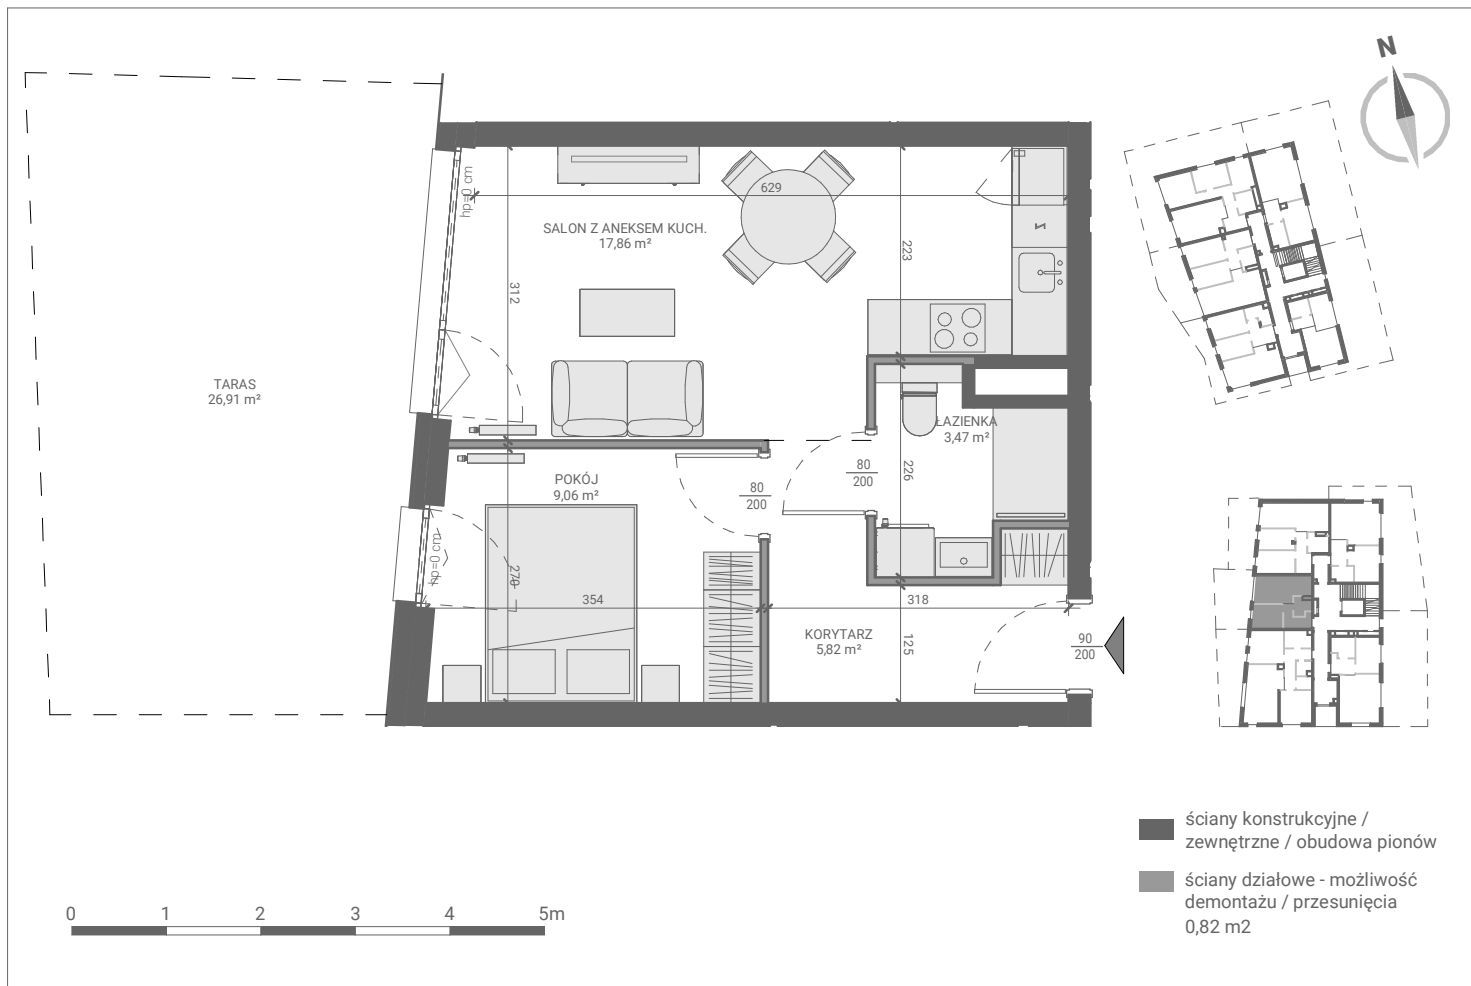 N
hp=0 cm
629
SALON Z ANEKSEM KUCH.
17,86 m²
223
312
TARAS
26,91 m²
ŁAZIENKA
3,47 m²
80
200
226
POKÓJ
9,06 m²
80
200
hp=0 cm
270
354
318
KORYTARZ
5,82 m²
125
90
200
ściany konstrukcyjne /
zewnętrzne / obudowa pionów
ściany działowe - możliwość
demontażu / przesunięcia
0,82 m2
0 1 2 3 4 5m